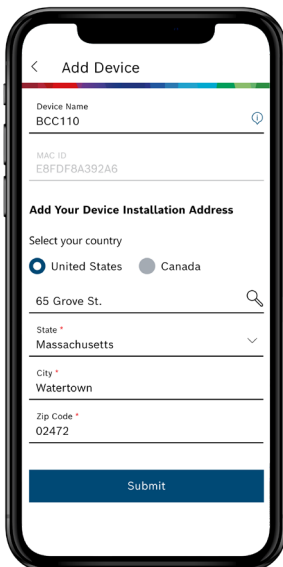 Add Device
Device Name
BCC110
MAC ID
E8FDF8A392A6
Add Your Device Installation Address
Select your country
United States Canada
65 Grove St.
State *
Massachusetts
City *
Watertown
Zip Code *
02472
Submit